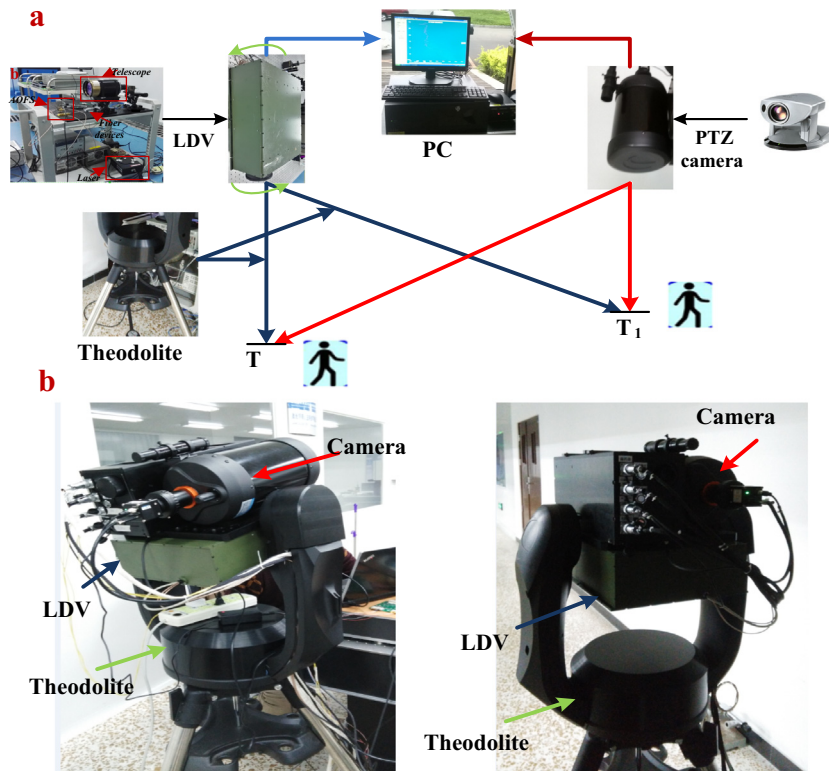 a
b
Telescope
AOFS
Fiber
devices
Laser
LDV
PC
PTZ
camera
Theodolite
T
T1
b
Camera
LDV
Theodolite
Camera
LDV
Theodolite